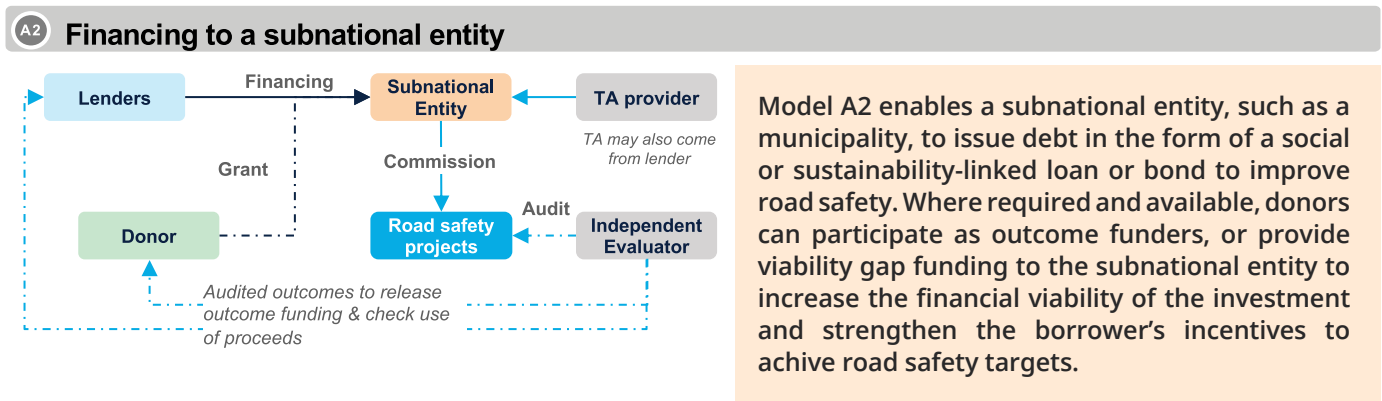 A2
Financing to a subnational entity
Lenders
Financing
Subnational
Entity
TA provider
TA may also come
from lender
Grant
Commission
Donor
Road safety
projects
Audit
Independent
Evaluator
Audited outcomes to release
outcome funding & check use
of proceeds
Model A2 enables a subnational entity, such as a
municipality, to issue debt in the form of a social
or sustainability-linked loan or bond to improve
road safety. Where required and available, donors
can participate as outcome funders, or provide
viability gap funding to the subnational entity to
increase the financial viability of the investment
and strengthen the borrower’s incentives to
achive road safety targets.